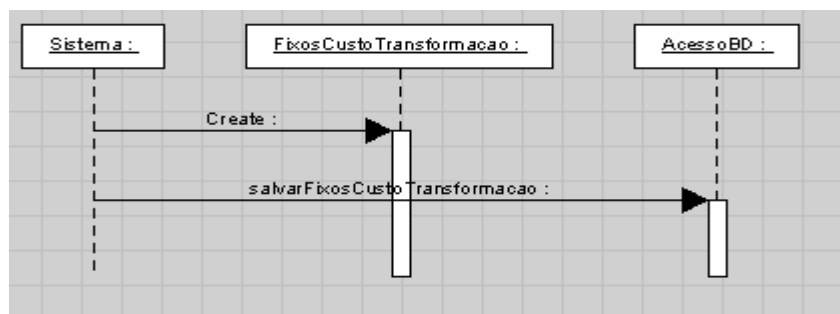 Sistema :
FixosCustoTransformacao :
AcessoBD :
Create :
salvarFixosCustoTransformacao :